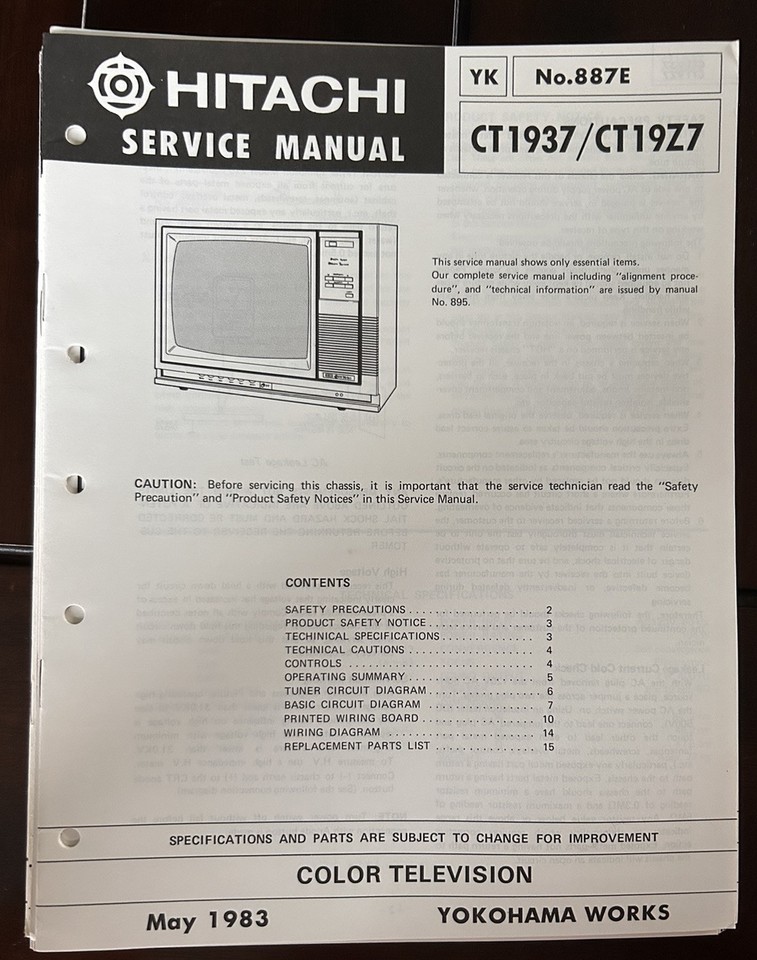 HITACHI
SERVICE MANUAL
YK
No.887E
CT1937/CT19Z7
This service manual shows only essential items.
Our complete service manual including "alignment proce-
dure", and "technical information" are issued by manual
No. 895.
CAUTION: Before servicing this chassis, it is important that the service technician read the "Safety
Precaution" and "Product Safety Notices" in this Service Manual.
CONTENTS
SAFETY PRECAUTIONS . . . . . . . . . . . . . . . . . 2
PRODUCT SAFETY NOTICE . . . . . . . . . . . . . . 3
TECHINICAL SPECIFICATIONS . . . . . . . . . . . . 3
TECHNICAL CAUTIONS . . . . . . . . . . . . . . . . . 4
CONTROLS . . . . . . . . . . . . . . . . . . . . . . . . . 4
OPERATING SUMMARY . . . . . . . . . . . . . . . . . 5
TUNER CIRCUIT DIAGRAM . . . . . . . . . . . . . . 6
BASIC CIRCUIT DIAGRAM . . . . . . . . . . . . . . . 7
PRINTED WIRING BOARD . . . . . . . . . . . . . . . 10
WIRING DIAGRAM . . . . . . . . . . . . . . . . . . . . 14
REPLACEMENT PARTS LIST . . . . . . . . . . . . . 15
SPECIFICATIONS AND PARTS ARE SUBJECT TO CHANGE FOR IMPROVEMENT
COLOR TELEVISION
May 1983
YOKOHAMA WORKS